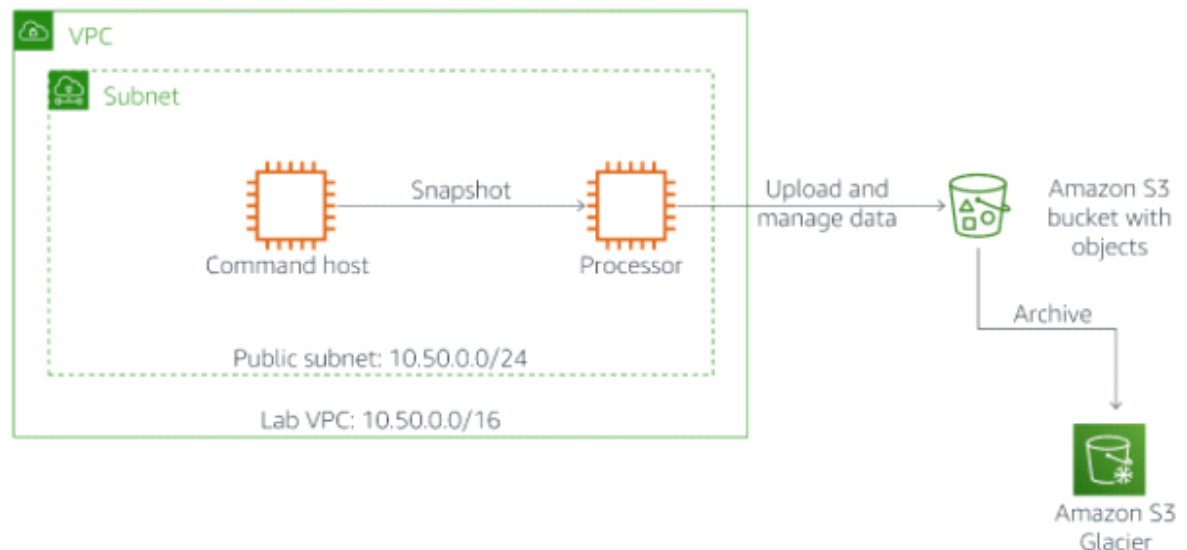 VPC
Subnet
Snapshot
Command host
Processor
Upload and
manage data
Amazon S3
bucket with
objects
Public subnet: 10.50.0.0/24
Lab VPC: 10.50.0.0/16
Archive
Amazon S3
Glacier